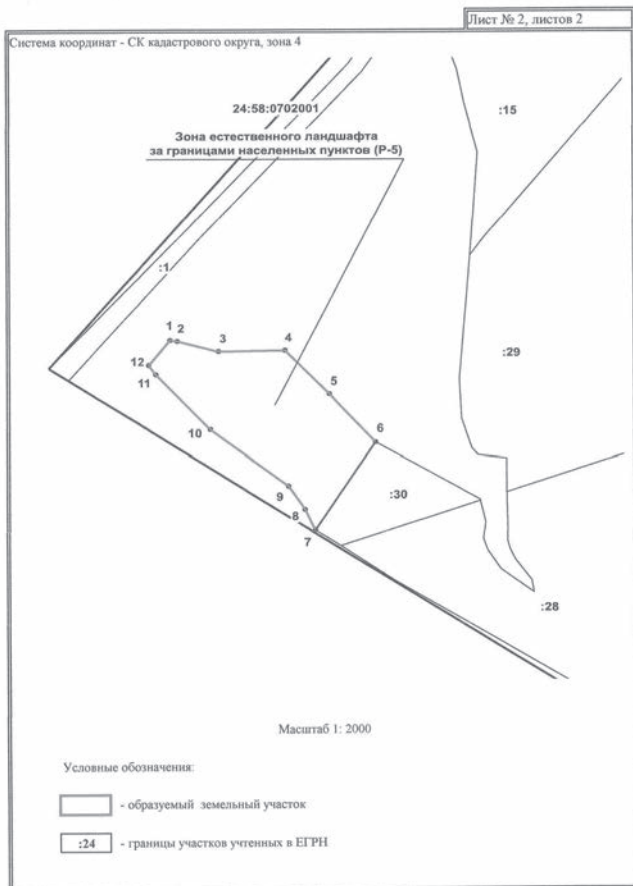 Лист № 2, листов 2
Система координат - СК кадастрового округа, зона 4
24:58:0702001
:15
Зона естественного ландшафта
за границами населенных пунктов (Р-5)
:1
1
2
3
4
:29
12
11
5
10
6
9
:30
8
7
:28
Масштаб 1: 2000
Условные обозначения:
- образуемый земельный участок
:24 - границы участков учтенных в ЕГРН